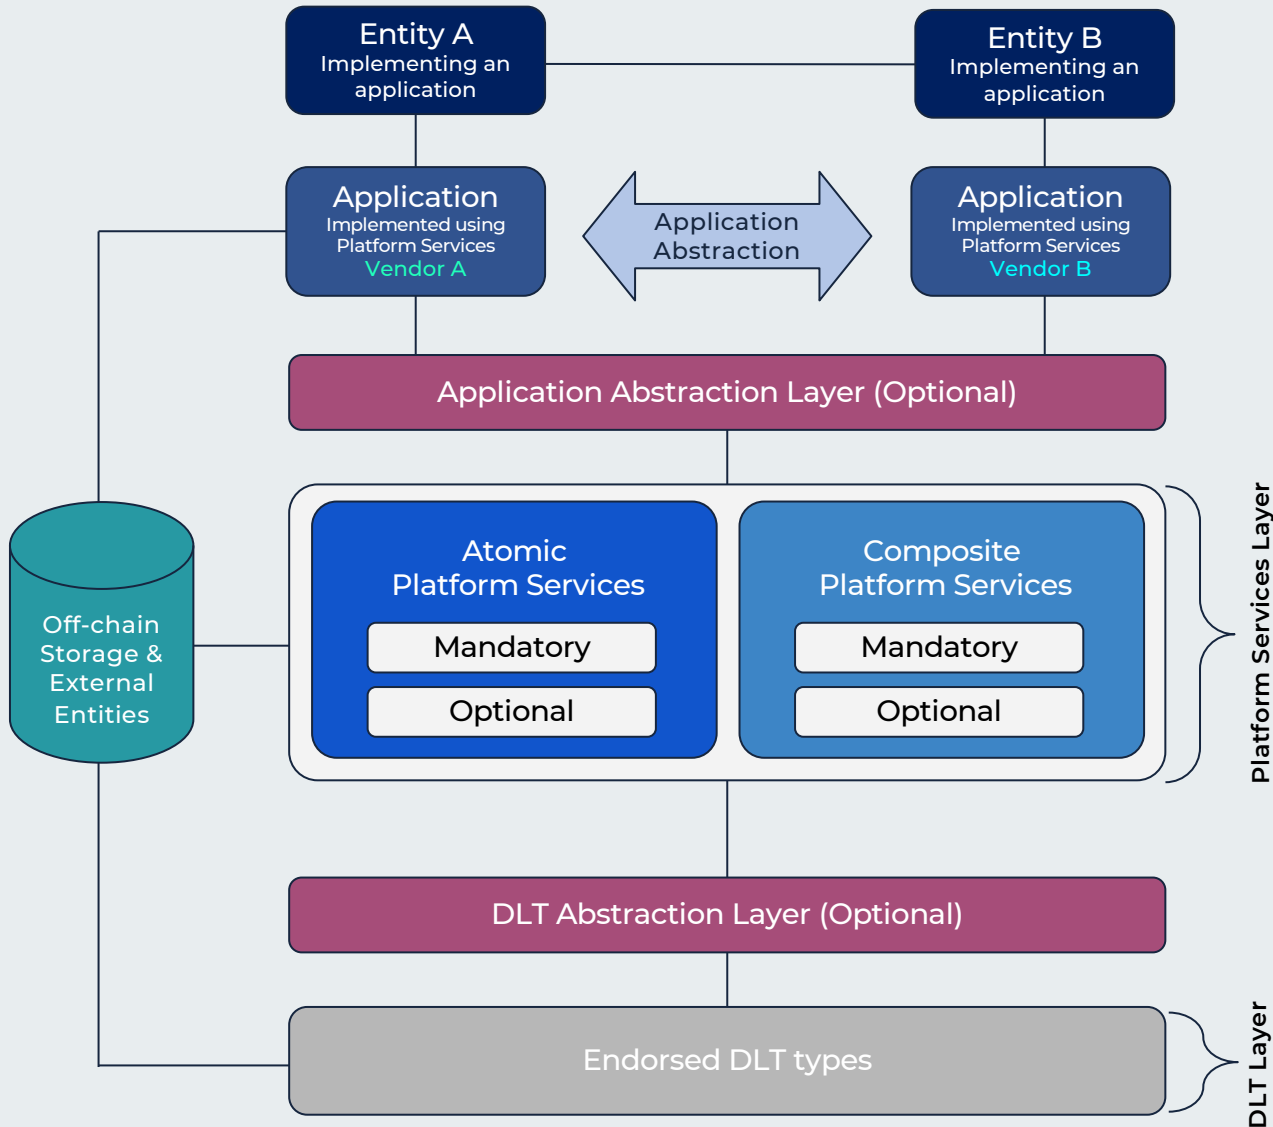 Entity A
Implementing an
application
Entity B
Implementing an
application
Application
Implemented using
Platform Services
Vendor A
Application
Abstraction
Application
Implemented using
Platform Services
Vendor B
Application Abstraction Layer (Optional)
Off-chain
Storage &
External
Entities
Atomic
Platform Services
Mandatory
Optional
Composite
Platform Services
Mandatory
Optional
Platform Services Layer
DLT Abstraction Layer (Optional)
Endorsed DLT types
DLT Layer